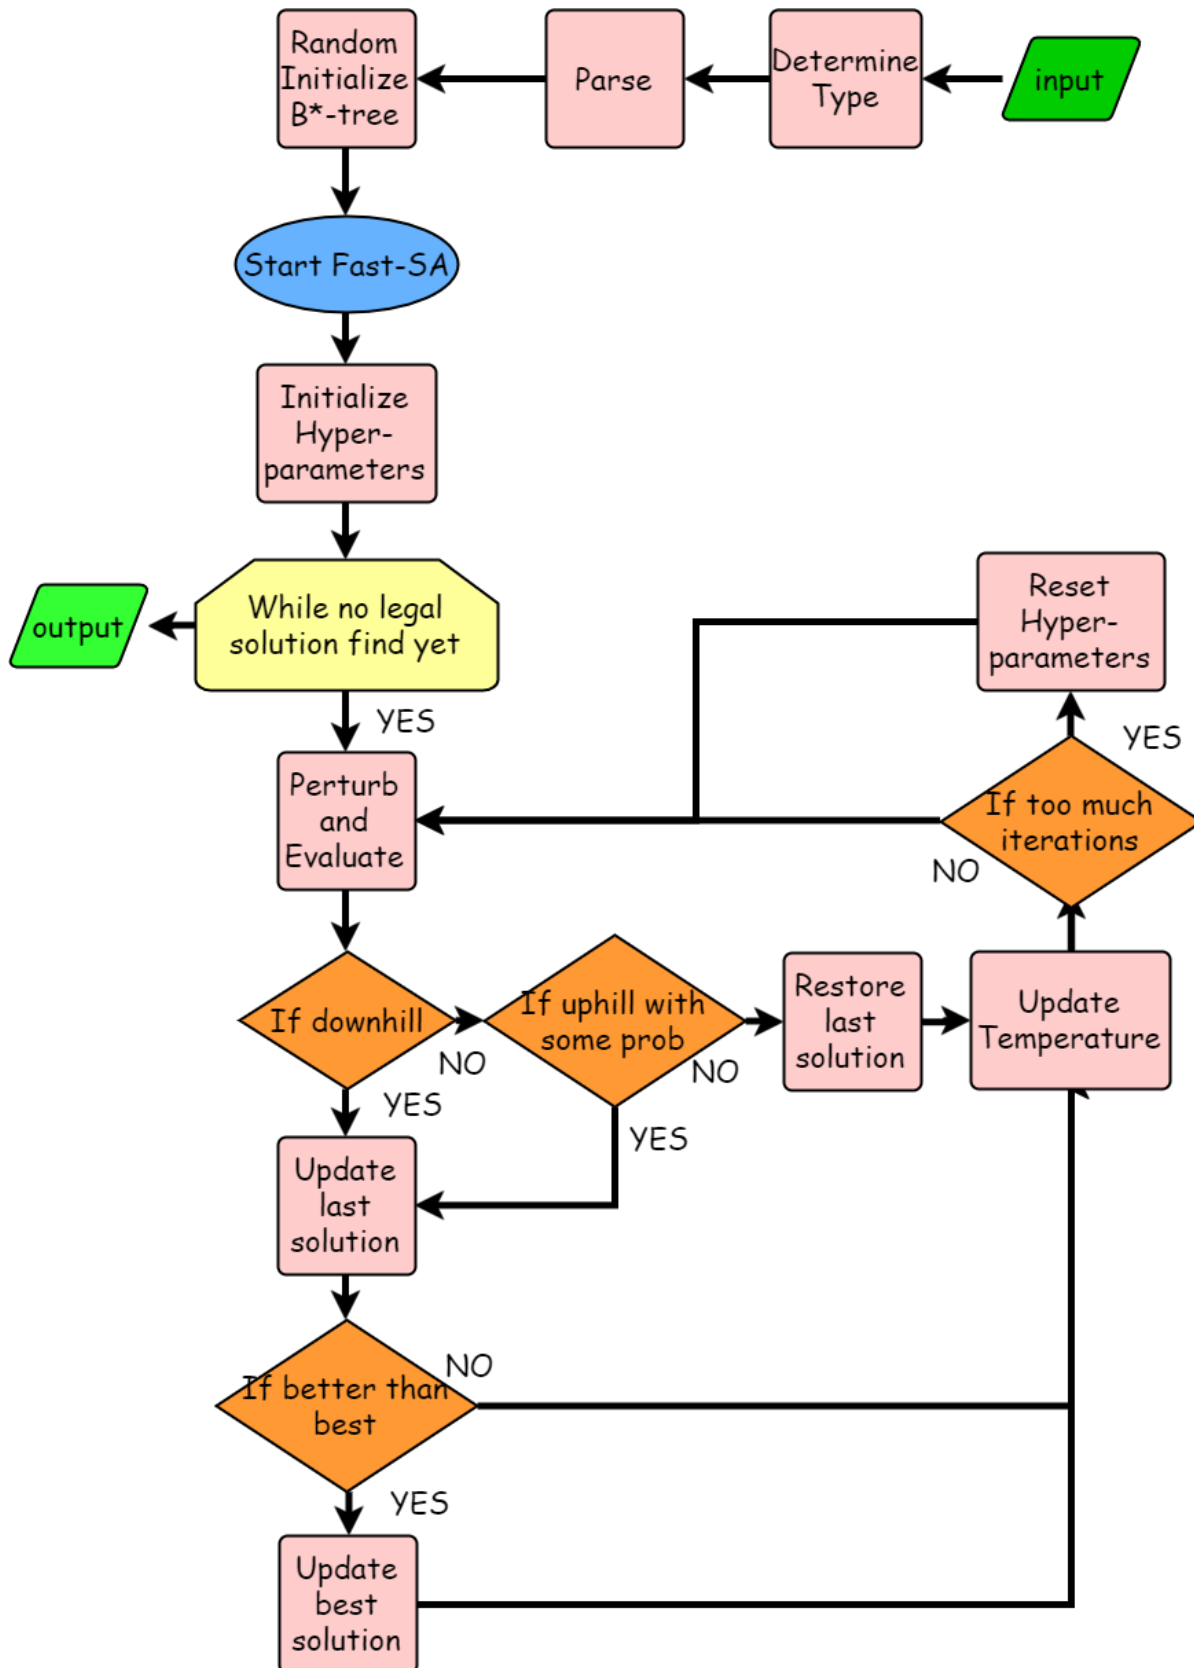 Random
Initialize
B*-tree
Parse
Determine
Type
input
Start Fast-SA
Initialize
Hyper-
parameters
output
While no legal
solution find yet
YES
Reset
Hyper-
parameters
YES
Perturb
and
Evaluate
If too much
iterations
NO
If downhill
NO
YES
If uphill with
some prob
NO
YES
Restore
last
solution
Update
Temperature
Update
last
solution
If better than
best
NO
YES
Update
best
solution